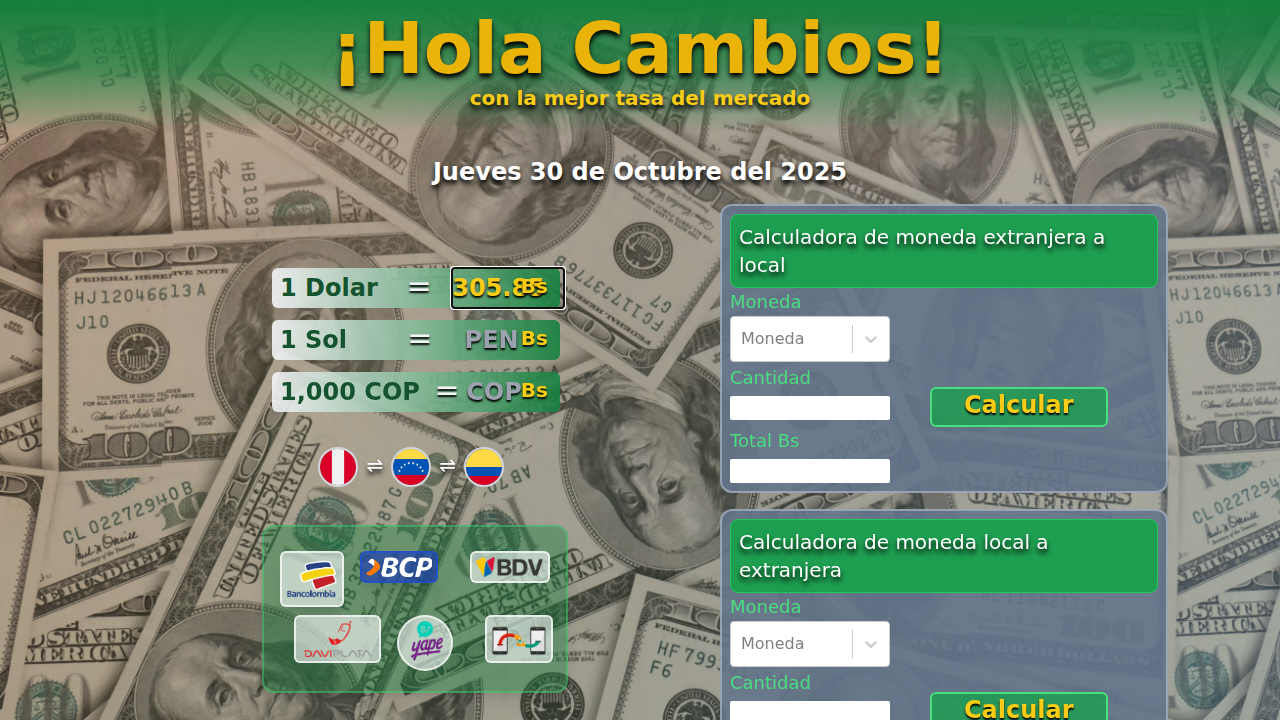 ¡Hola Cambios!
con la mejor tasa del mercado
Jueves 30 de Octubre del 2025
1 Dolar = Bs
1 Sol = PEN Bs
1,000 COP = COP Bs
Bancolombia
BCP
BDV
DAVIPLATA
S/
yape
Calculadora de moneda extranjera a
local
Moneda
Moneda
Cantidad
Calcular
Total Bs
Calculadora de moneda local a
extranjera
Moneda
Moneda
Cantidad
Calcular